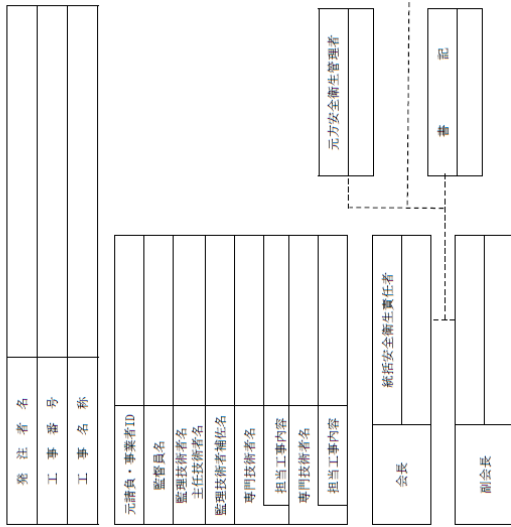 発注者名
工事番号
工事名称
元請負・事業者ID
監督員名
監理技術者名
主任技術者名
監理技術者補佐名
専門技術者名
担当工事内容
専門技術者名
担当工事内容
元方安全衛生管理者
会長
統括安全衛生責任者
書記
副会長